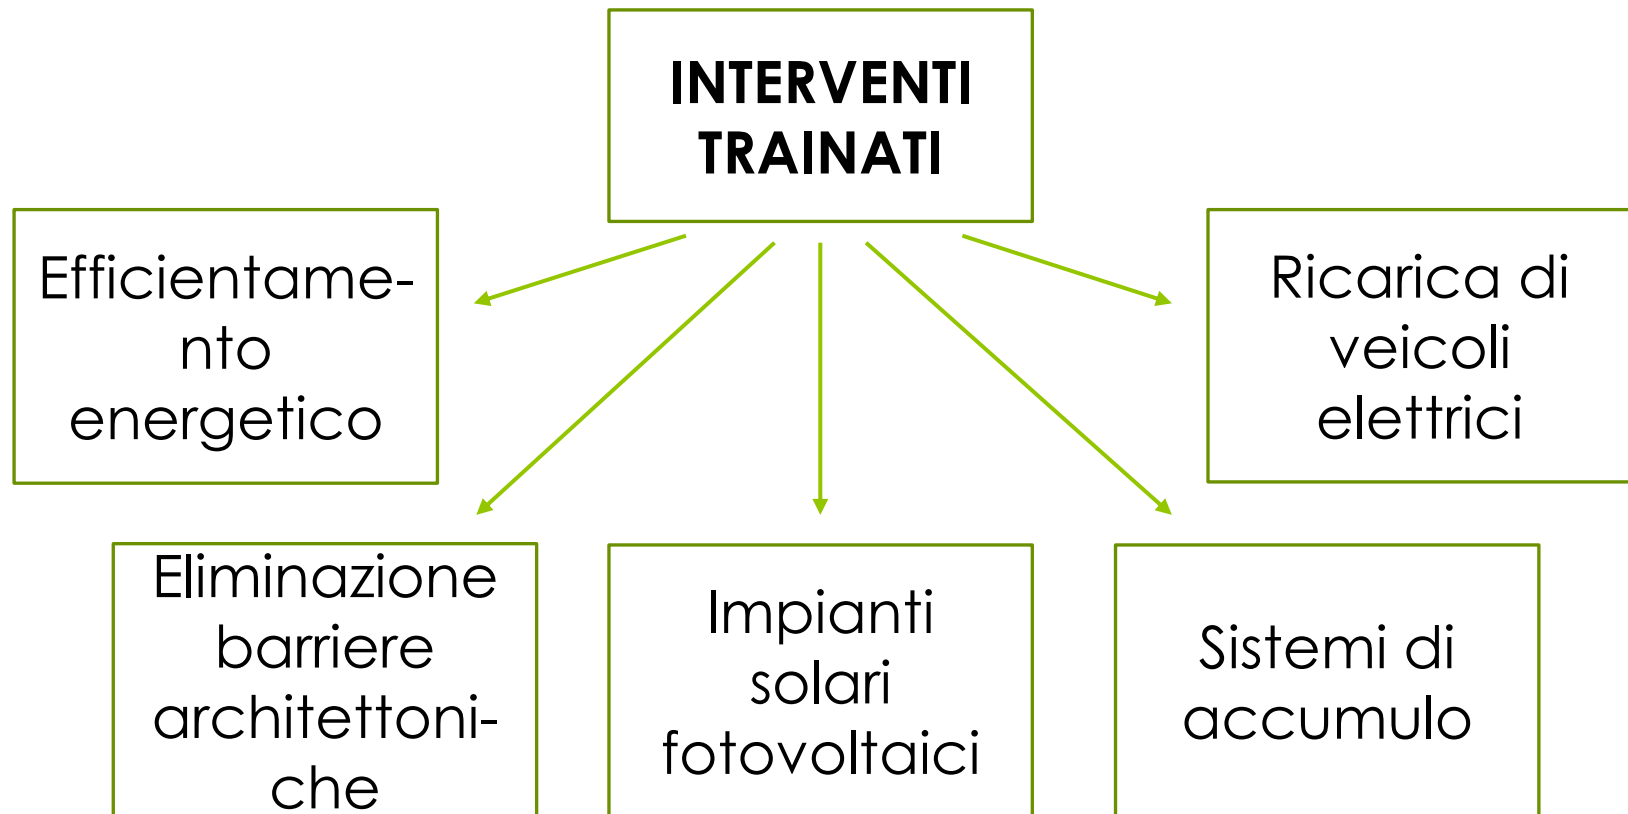 INTERVENTI
TRAINATI
Efficientame-
nto
energetico
Ricarica di
veicoli
elettrici
Eliminazione
barriere
architettoni-
che
Impianti
solari
fotovoltaici
Sistemi di
accumulo